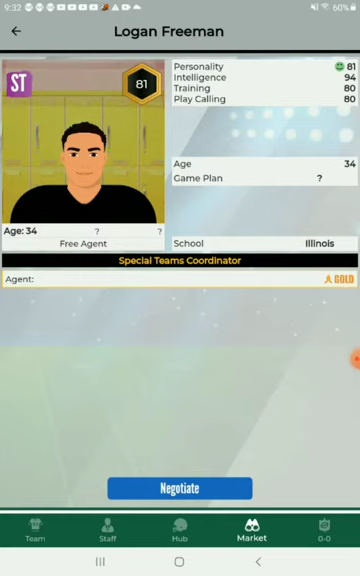 9:32
60%
Logan Freeman
ST
81
Personality 81
Intelligence 94
Training 80
Play Calling 80
Age 34
Game Plan ?
Age: 34 ? ?
Free Agent
School Illinois
Special Teams Coordinator
Agent: GOLD
Negotiate
Team Staff Hub Market 0-0